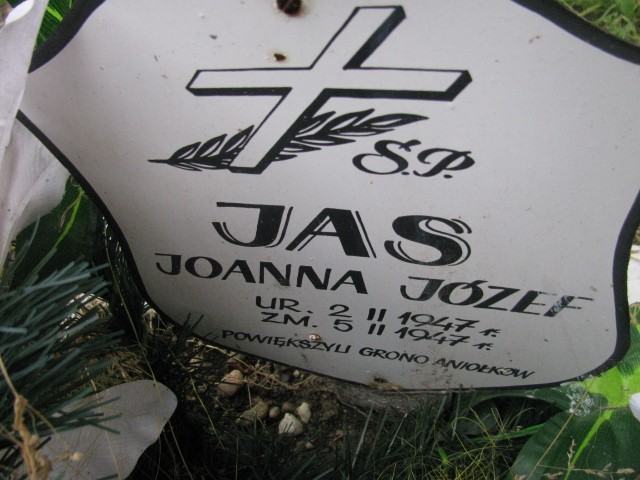 Ś.P.
JAS
JOANNA JÓZEF
UR. 2 II 1947 r.
ZM. 5 II 1947 r.
POWIĘKSZYLI GRONO ANIOŁKÓW